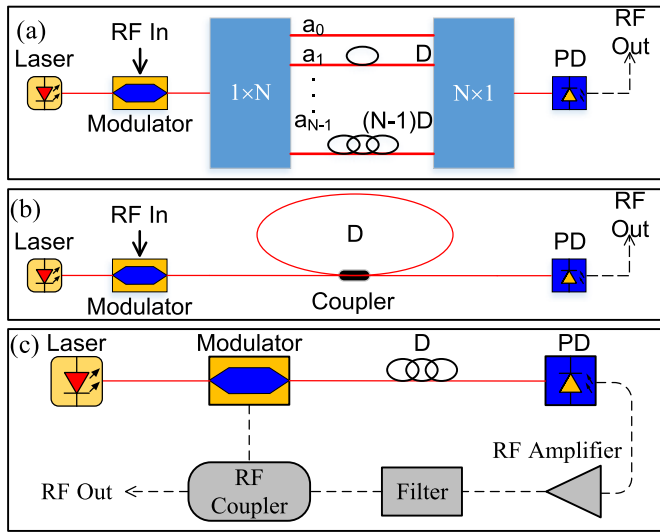 (a)
RF In
Laser
Modulator
1×N
a0
a1
D
aN-1
(N-1)D
N×1
PD
RF
Out
(b)
RF In
Laser
Modulator
D
Coupler
PD
RF
Out
(c)
Laser
Modulator
D
PD
RF Amplifier
Filter
RF
Coupler
RF Out